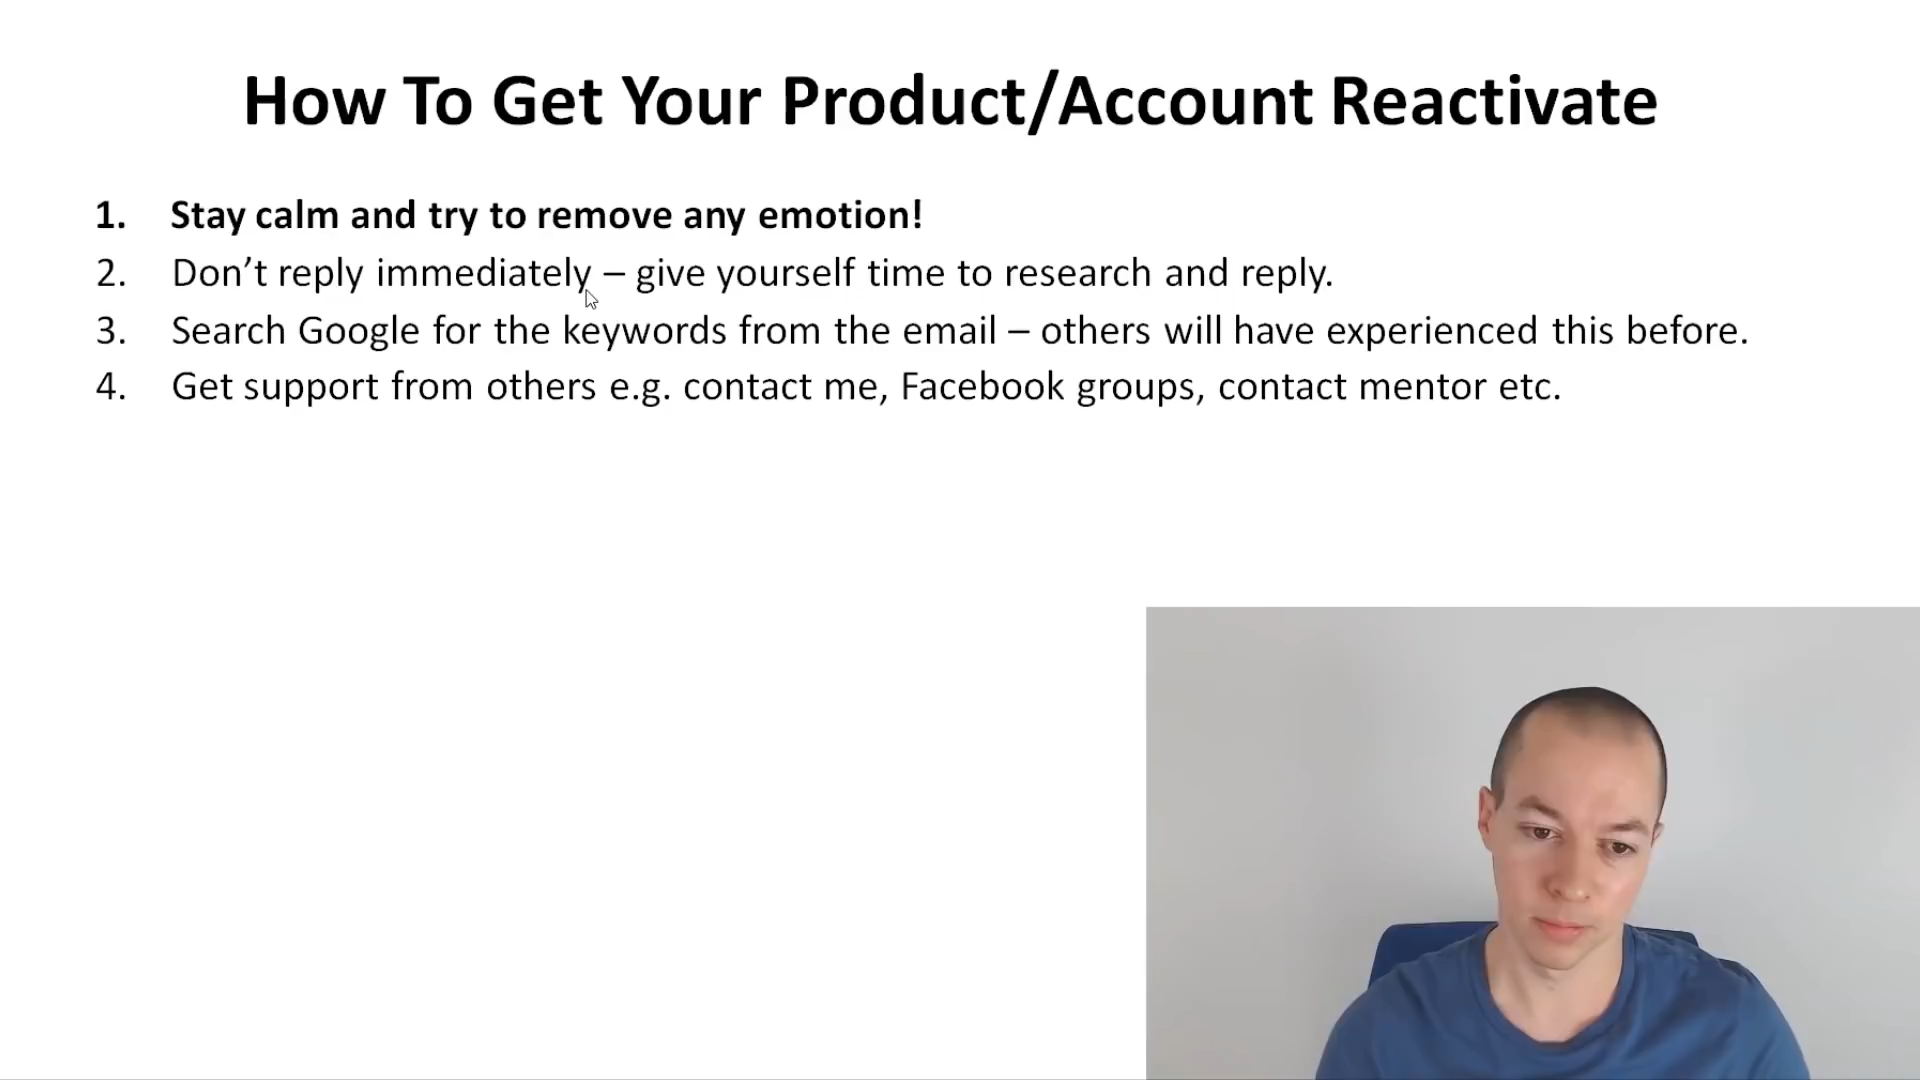 How To Get Your Product/Account Reactivate
1. Stay calm and try to remove any emotion!
2. Don’t reply immediately – give yourself time to research and reply.
3. Search Google for the keywords from the email – others will have experienced this before.
4. Get support from others e.g. contact me, Facebook groups, contact mentor etc.